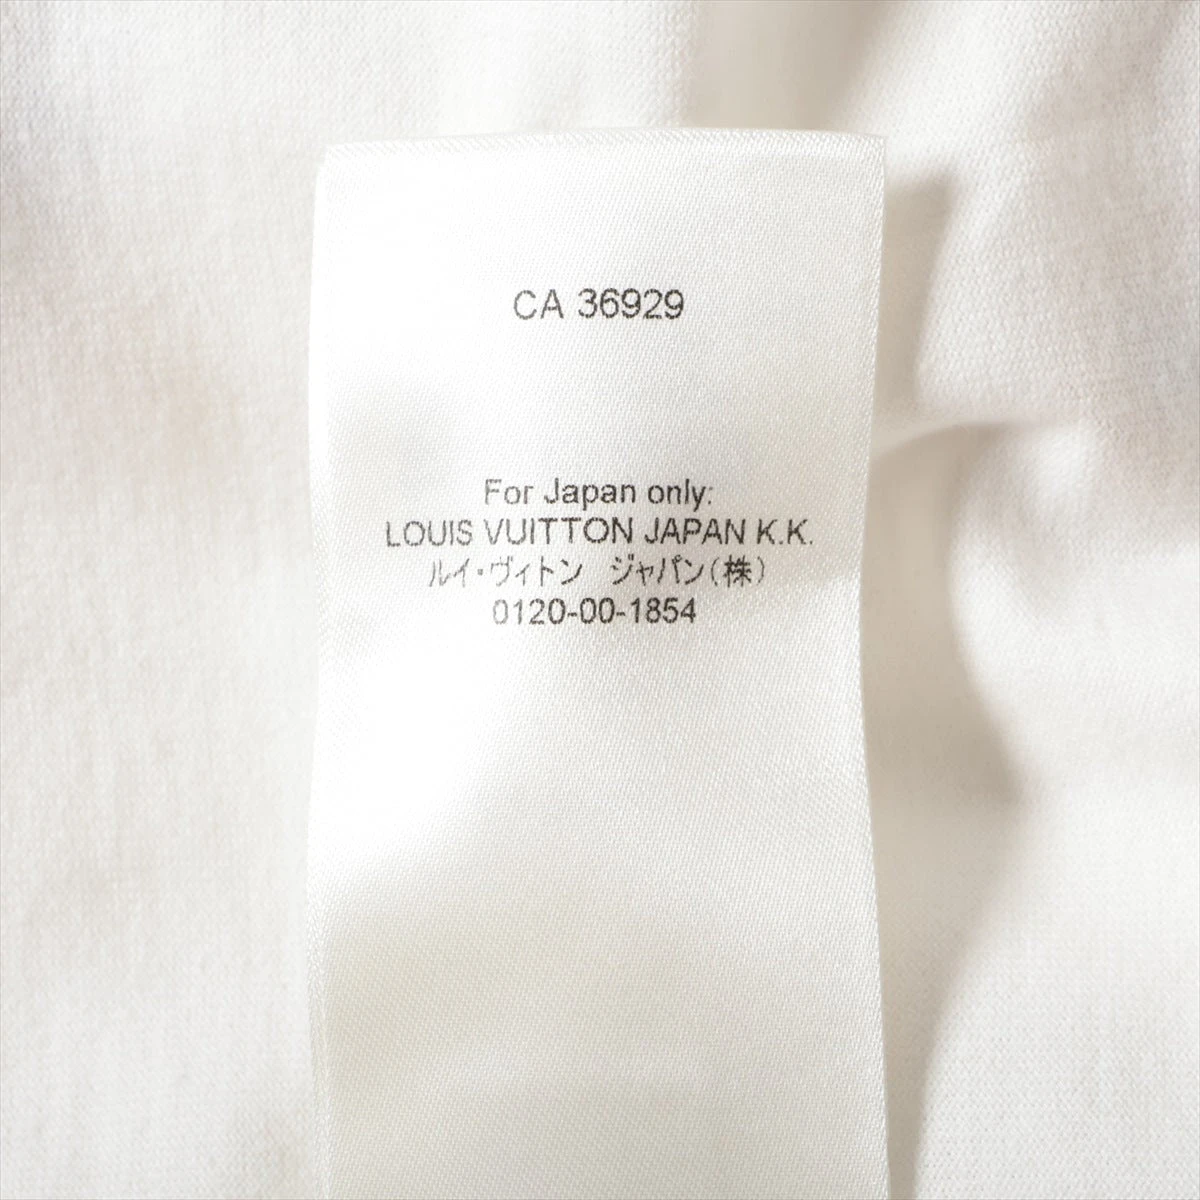 CA 36929
For Japan only:
LOUIS VUITTON JAPAN K.K.
ルイ・ヴィトン　ジャパン(株)
0120-00-1854